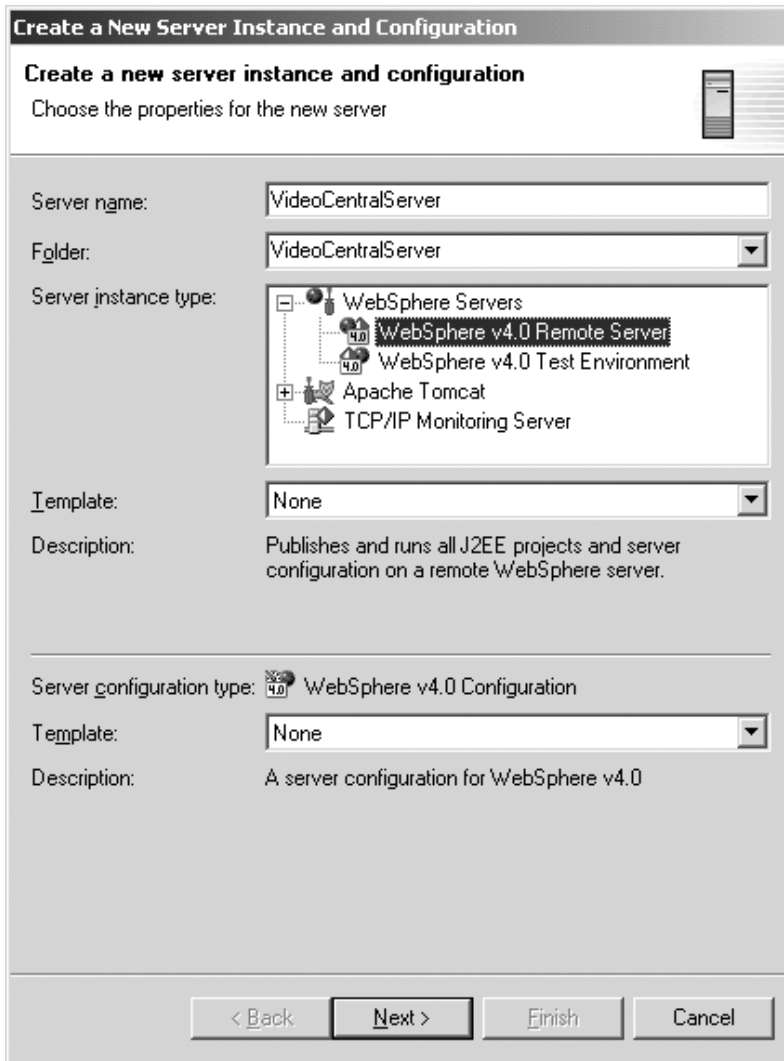 Create a New Server Instance and Configuration
Create a new server instance and configuration
Choose the properties for the new server
Server name: VideoCentralServer
Folder: VideoCentralServer
Server instance type: WebSphere Servers
WebSphere v4.0 Remote Server
WebSphere v4.0 Test Environment
Apache Tomcat
TCP/IP Monitoring Server
Template: None
Description: Publishes and runs all J2EE projects and server
configuration on a remote WebSphere server.
Server configuration type: WebSphere v4.0 Configuration
Template: None
Description: A server configuration for WebSphere v4.0
< Back Next > Finish Cancel